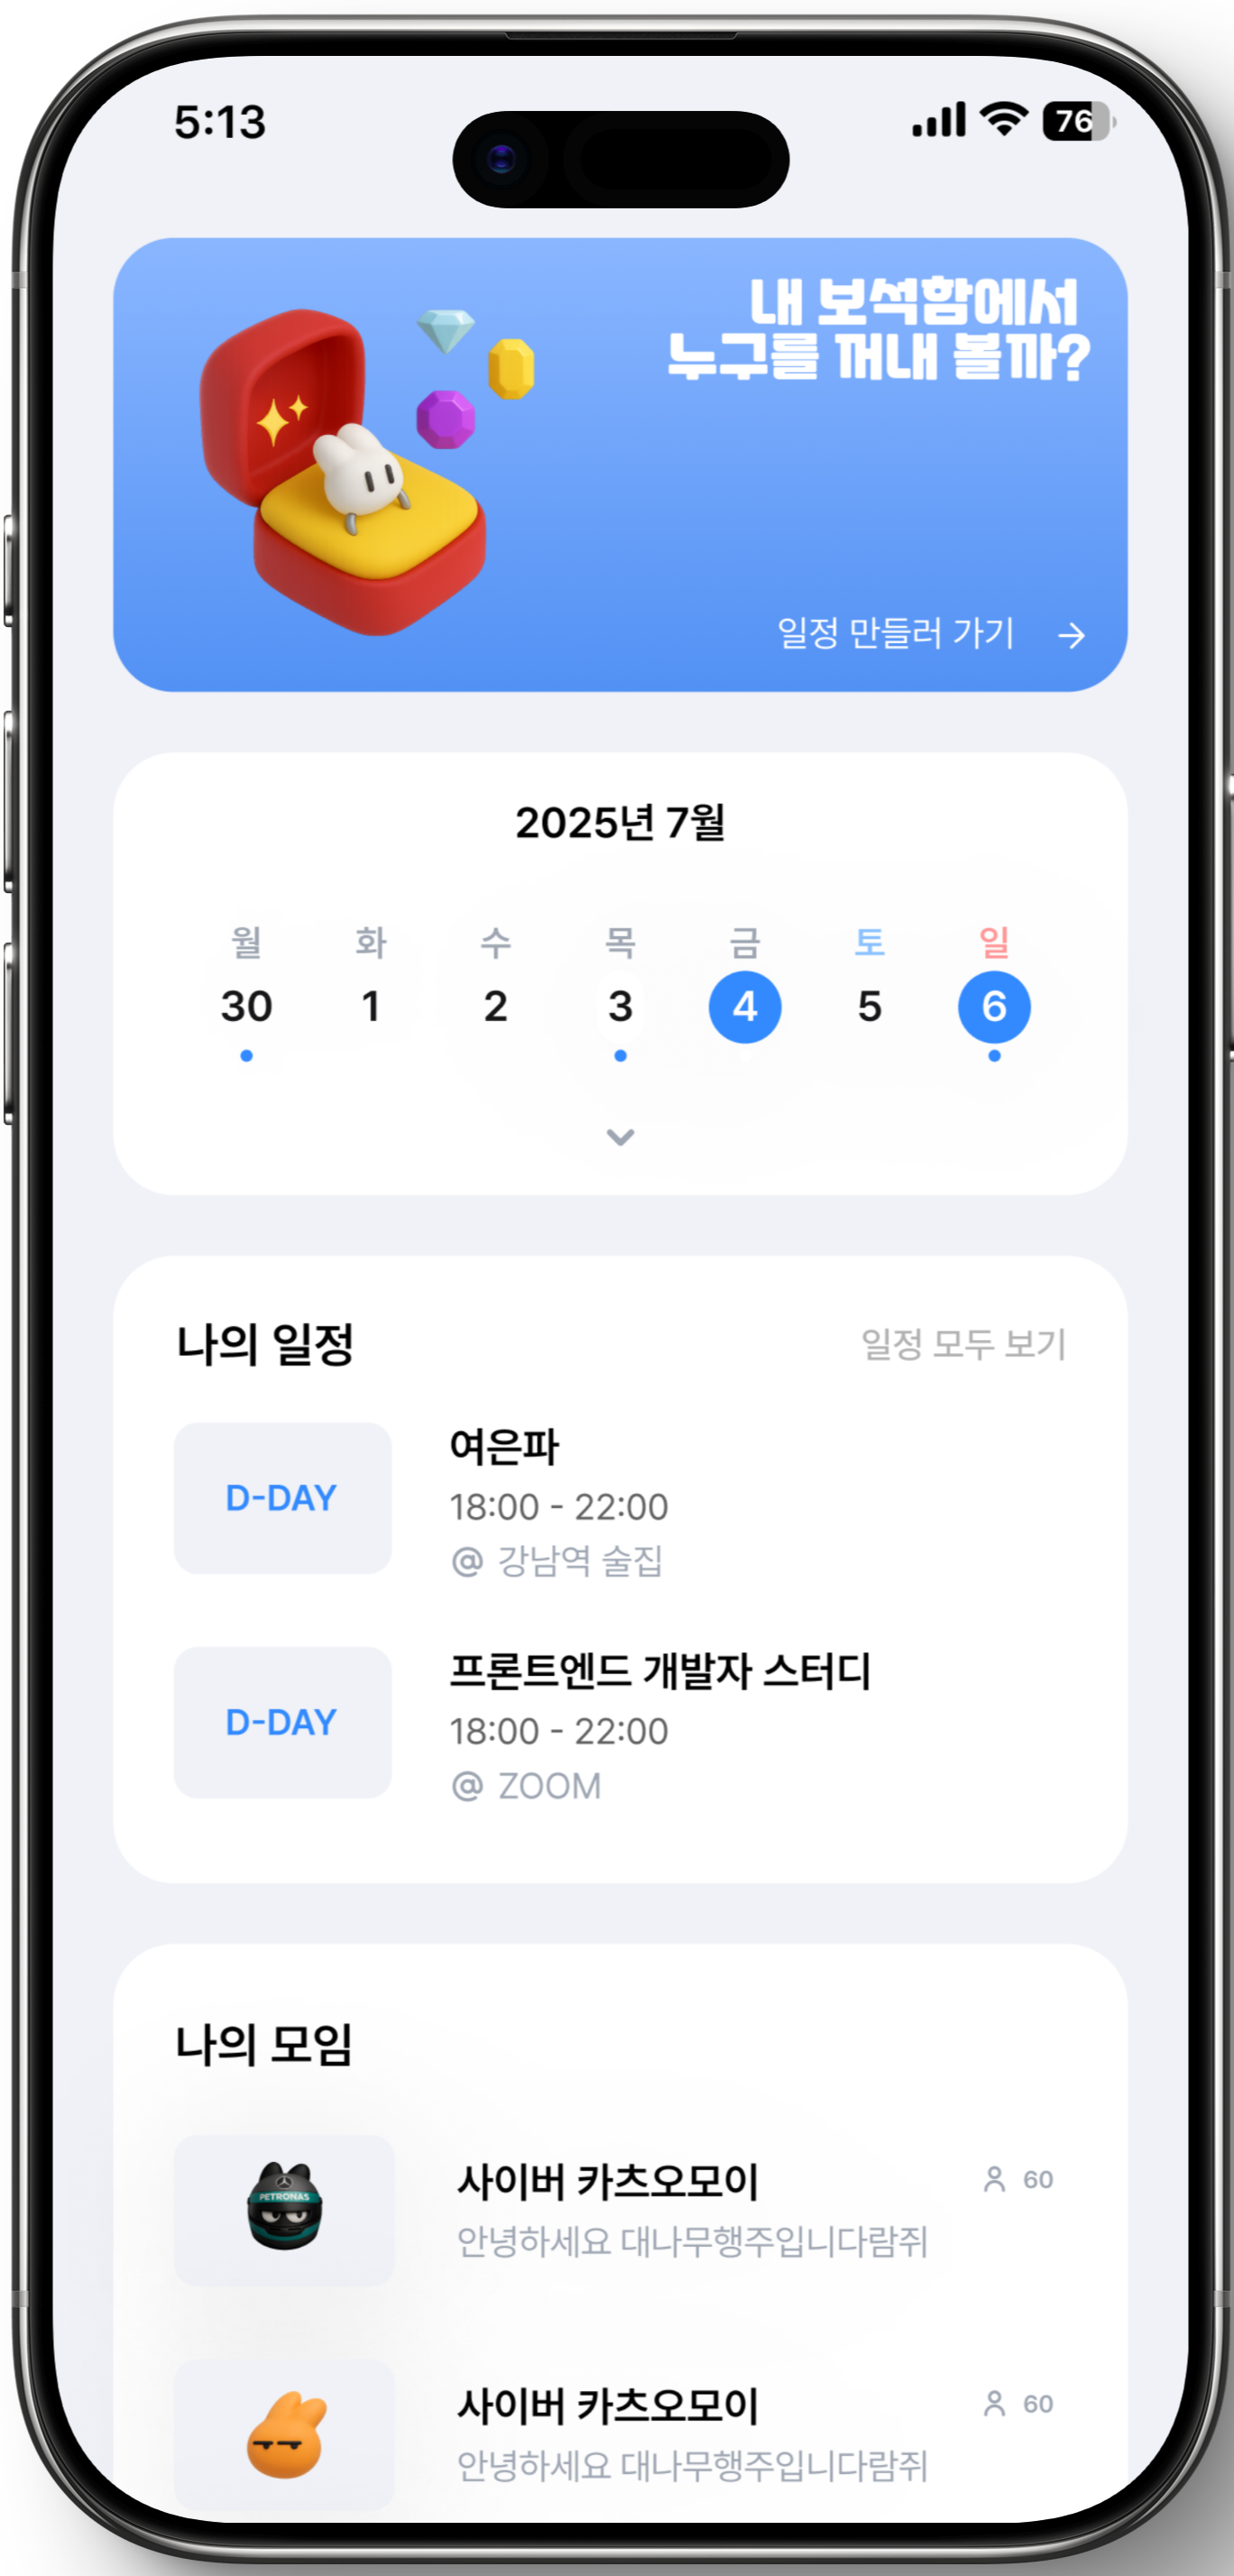 5:13
76
내 보석함에서
누구를 꺼내 볼까?
일정 만들러 가기 →
2025년 7월
월 화 수 목 금 토 일
30 1 2 3 4 5 6
나의 일정
일정 모두 보기
D-DAY
여은파
18:00 - 22:00
@ 강남역 술집
D-DAY
프론트엔드 개발자 스터디
18:00 - 22:00
@ ZOOM
나의 모임
PETRONAS
사이버 카츠오모이
60
안녕하세요 대나무행주입니다람쥐
사이버 카츠오모이
60
안녕하세요 대나무행주입니다람쥐